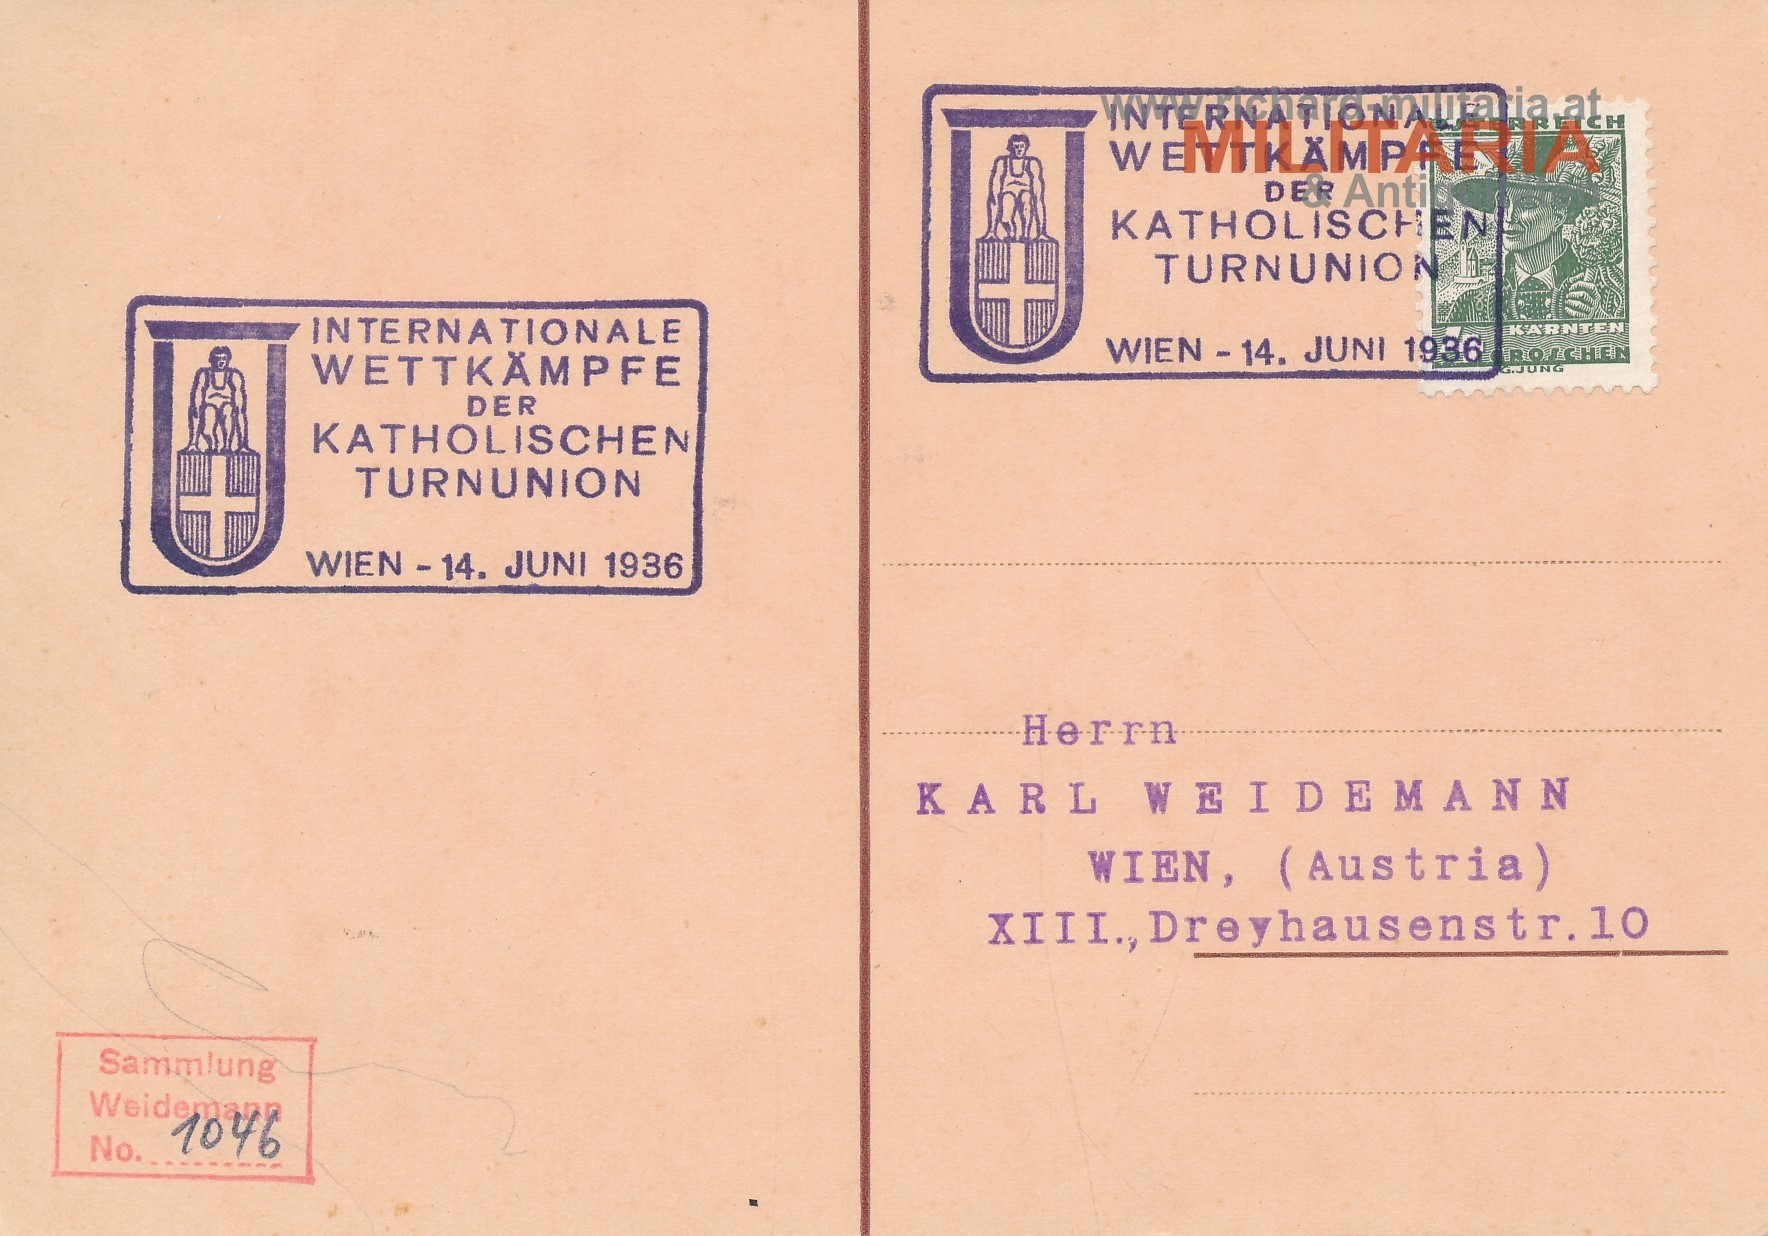 INTERNATIONALE
WETTKÄMPFE
DER
KATHOLISCHEN
TURNUNION
WIEN - 14. JUNI 1936
Sammlung
Weidemann
No. 1046
www.richard-militaria.at
MILITARIA
INTERNATIONALE
WETTKÄMPFE
DER
KATHOLISCHEN
TURNUNION
WIEN - 14. JUNI 1936
KÄRNTEN
GROSCHEN
G.JUNG
Herrn
KARL WEIDEMANN
WIEN, (Austria)
XIII., Dreyhausenstr.10